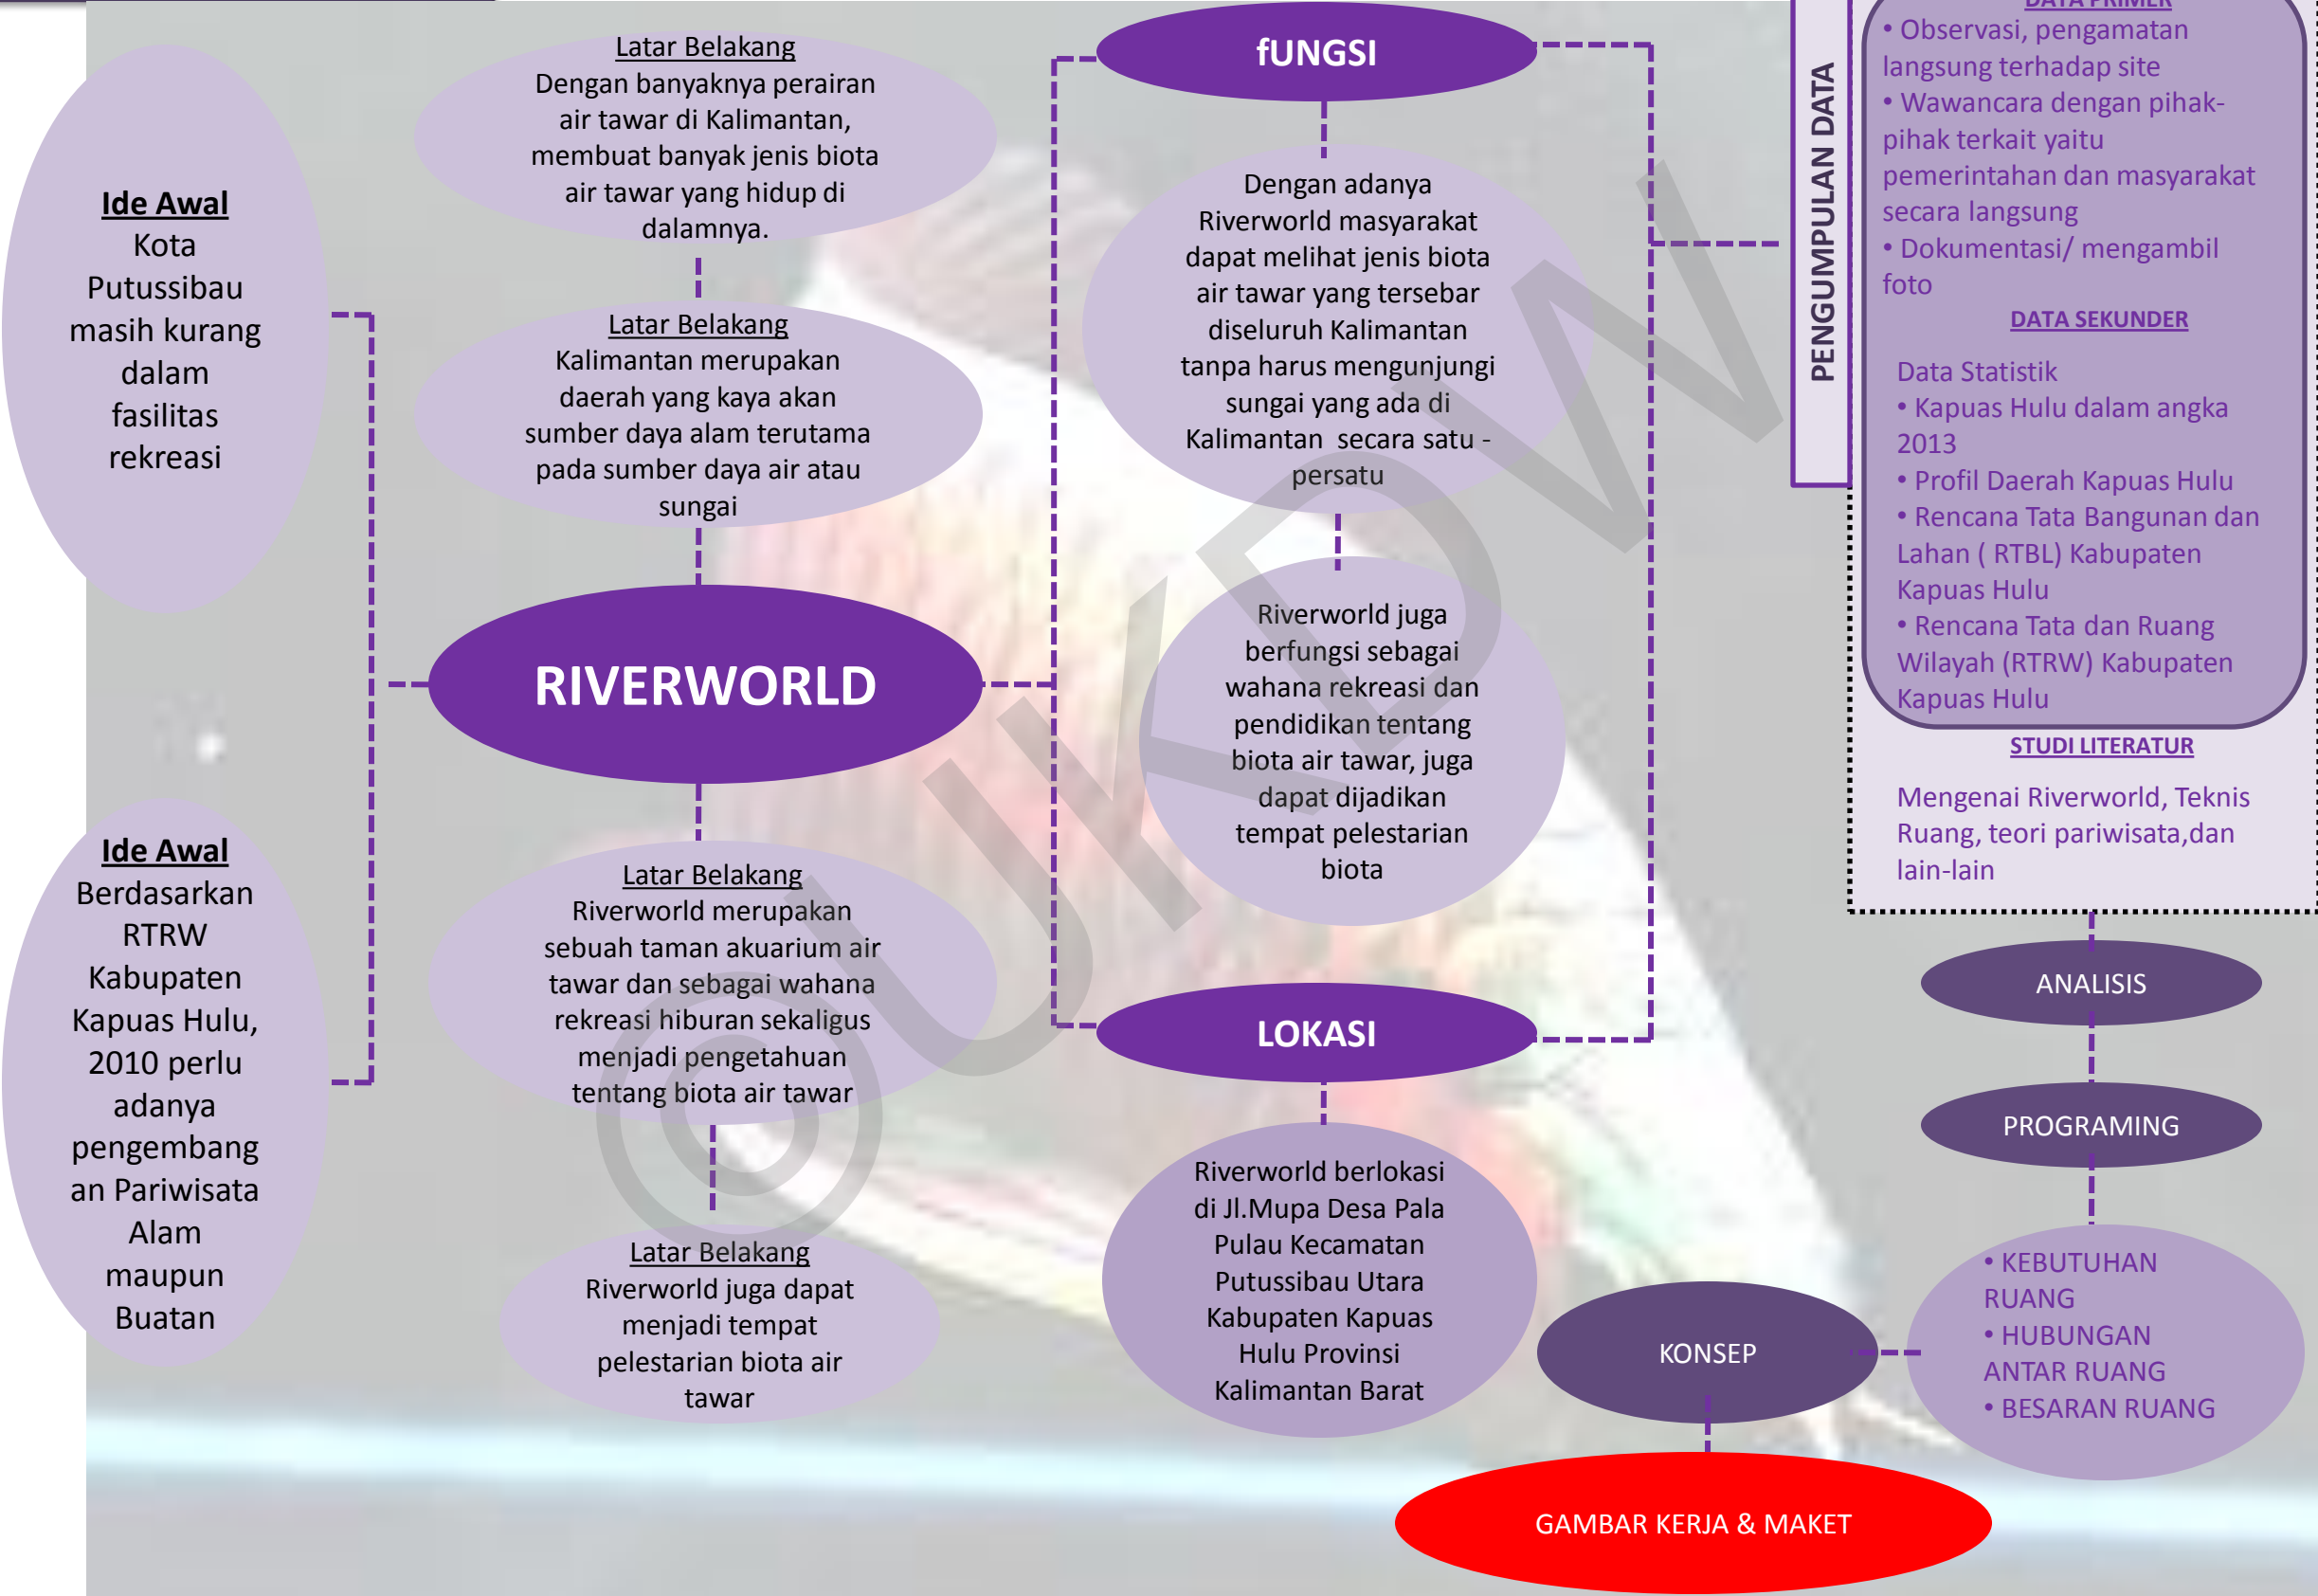 Ide Awal
Kota
Putussibau
masih kurang
dalam
fasilitas
rekreasi
Ide Awal
Berdasarkan
RTRW
Kabupaten
Kapuas Hulu,
2010 perlu
adanya
pengembang
an Pariwisata
Alam
maupun
Buatan
Latar Belakang
Dengan banyaknya perairan
air tawar di Kalimantan,
membuat banyak jenis biota
air tawar yang hidup di
dalamnya.
Latar Belakang
Kalimantan merupakan
daerah yang kaya akan
sumber daya alam terutama
pada sumber daya air atau
sungai
RIVERWORLD
Latar Belakang
Riverworld merupakan
sebuah taman akuarium air
tawar dan sebagai wahana
rekreasi hiburan sekaligus
menjadi pengetahuan
tentang biota air tawar
Latar Belakang
Riverworld juga dapat
menjadi tempat
pelestarian biota air
tawar
fUNGSI
Dengan adanya
Riverworld masyarakat
dapat melihat jenis biota
air tawar yang tersebar
diseluruh Kalimantan
tanpa harus mengunjungi
sungai yang ada di
Kalimantan secara satu -
persatu
Riverworld juga
berfungsi sebagai
wahana rekreasi dan
pendidikan tentang
biota air tawar, juga
dapat dijadikan
tempat pelestarian
biota
LOKASI
Riverworld berlokasi
di Jl.Mupa Desa Pala
Pulau Kecamatan
Putussibau Utara
Kabupaten Kapuas
Hulu Provinsi
Kalimantan Barat
PENGUMPULAN DATA
DATA PRIMER
• Observasi, pengamatan
langsung terhadap site
• Wawancara dengan pihak-
pihak terkait yaitu
pemerintahan dan masyarakat
secara langsung
• Dokumentasi/ mengambil
foto
DATA SEKUNDER
Data Statistik
• Kapuas Hulu dalam angka
2013
• Profil Daerah Kapuas Hulu
• Rencana Tata Bangunan dan
Lahan ( RTBL) Kabupaten
Kapuas Hulu
• Rencana Tata dan Ruang
Wilayah (RTRW) Kabupaten
Kapuas Hulu
STUDI LITERATUR
Mengenai Riverworld, Teknis
Ruang, teori pariwisata,dan
lain-lain
ANALISIS
PROGRAMING
• KEBUTUHAN
RUANG
• HUBUNGAN
ANTAR RUANG
• BESARAN RUANG
KONSEP
GAMBAR KERJA & MAKET
©UKDW